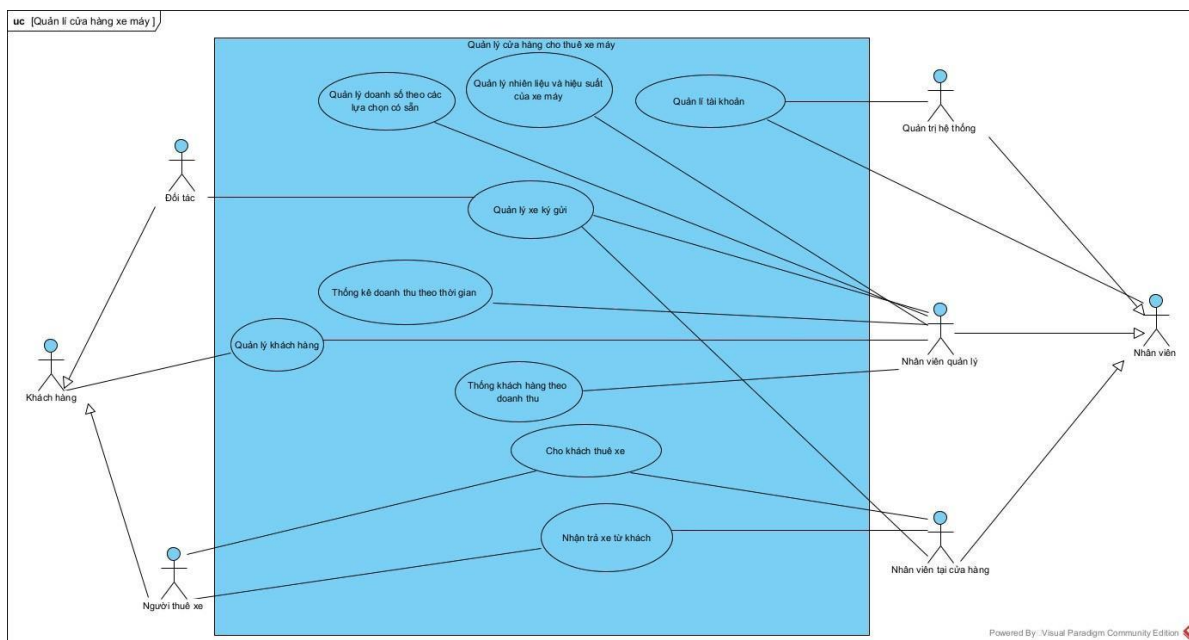 uc [Quản lí cửa hàng xe máy ]
Quản lý cửa hàng cho thuê xe máy
Quản lý doanh số theo các
lựa chọn có sẵn
Quản lý nhiên liệu và hiệu suất
của xe máy
Quản lí tài khoản
Quản trị hệ thống
Đối tác
Quản lý xe ký gửi
Thống kê doanh thu theo thời gian
Quản lý khách hàng
Nhân viên quản lý
Nhân viên
Khách hàng
Thống khách hàng theo
doanh thu
Cho khách thuê xe
Nhận trả xe từ khách
Nhân viên tại cửa hàng
Người thuê xe
Powered By Visual Paradigm Community Edition